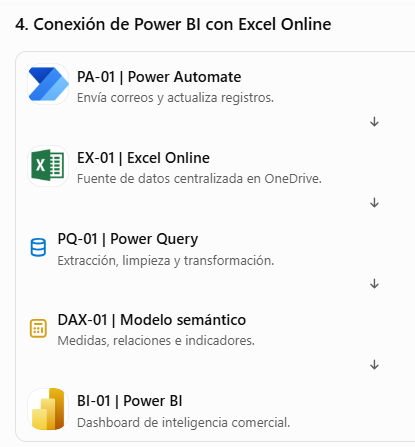 4. Conexión de Power BI con Excel Online
PA-01 | Power Automate
Envía correos y actualiza registros.
EX-01 | Excel Online
Fuente de datos centralizada en OneDrive.
PQ-01 | Power Query
Extracción, limpieza y transformación.
DAX-01 | Modelo semántico
Medidas, relaciones e indicadores.
BI-01 | Power BI
Dashboard de inteligencia comercial.